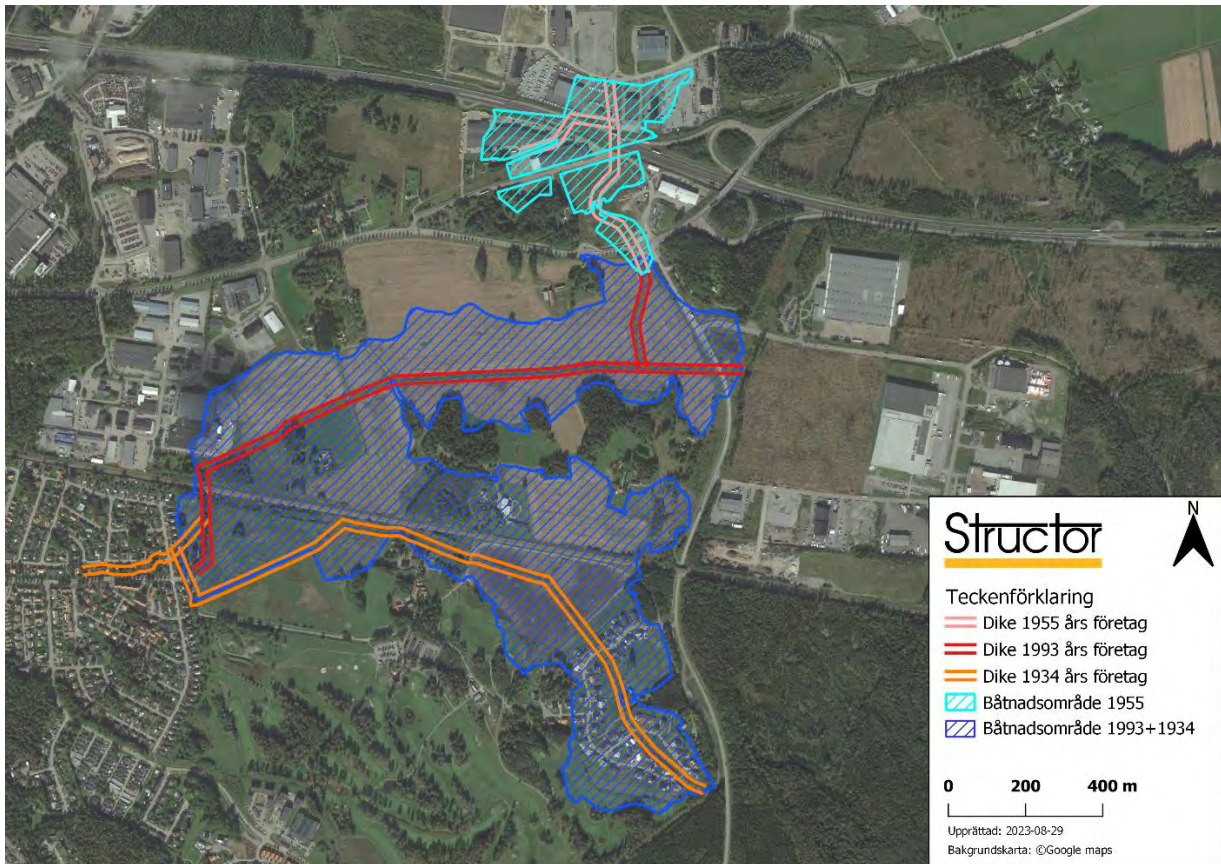 Structor
N
Teckenförklaring
Dike 1955 års företag
Dike 1993 års företag
Dike 1934 års företag
Båtnadsområde 1955
Båtnadsområde 1993+1934
0 200 400 m
Upprättad: 2023-08-29
Bakgrundskarta: ©Google maps